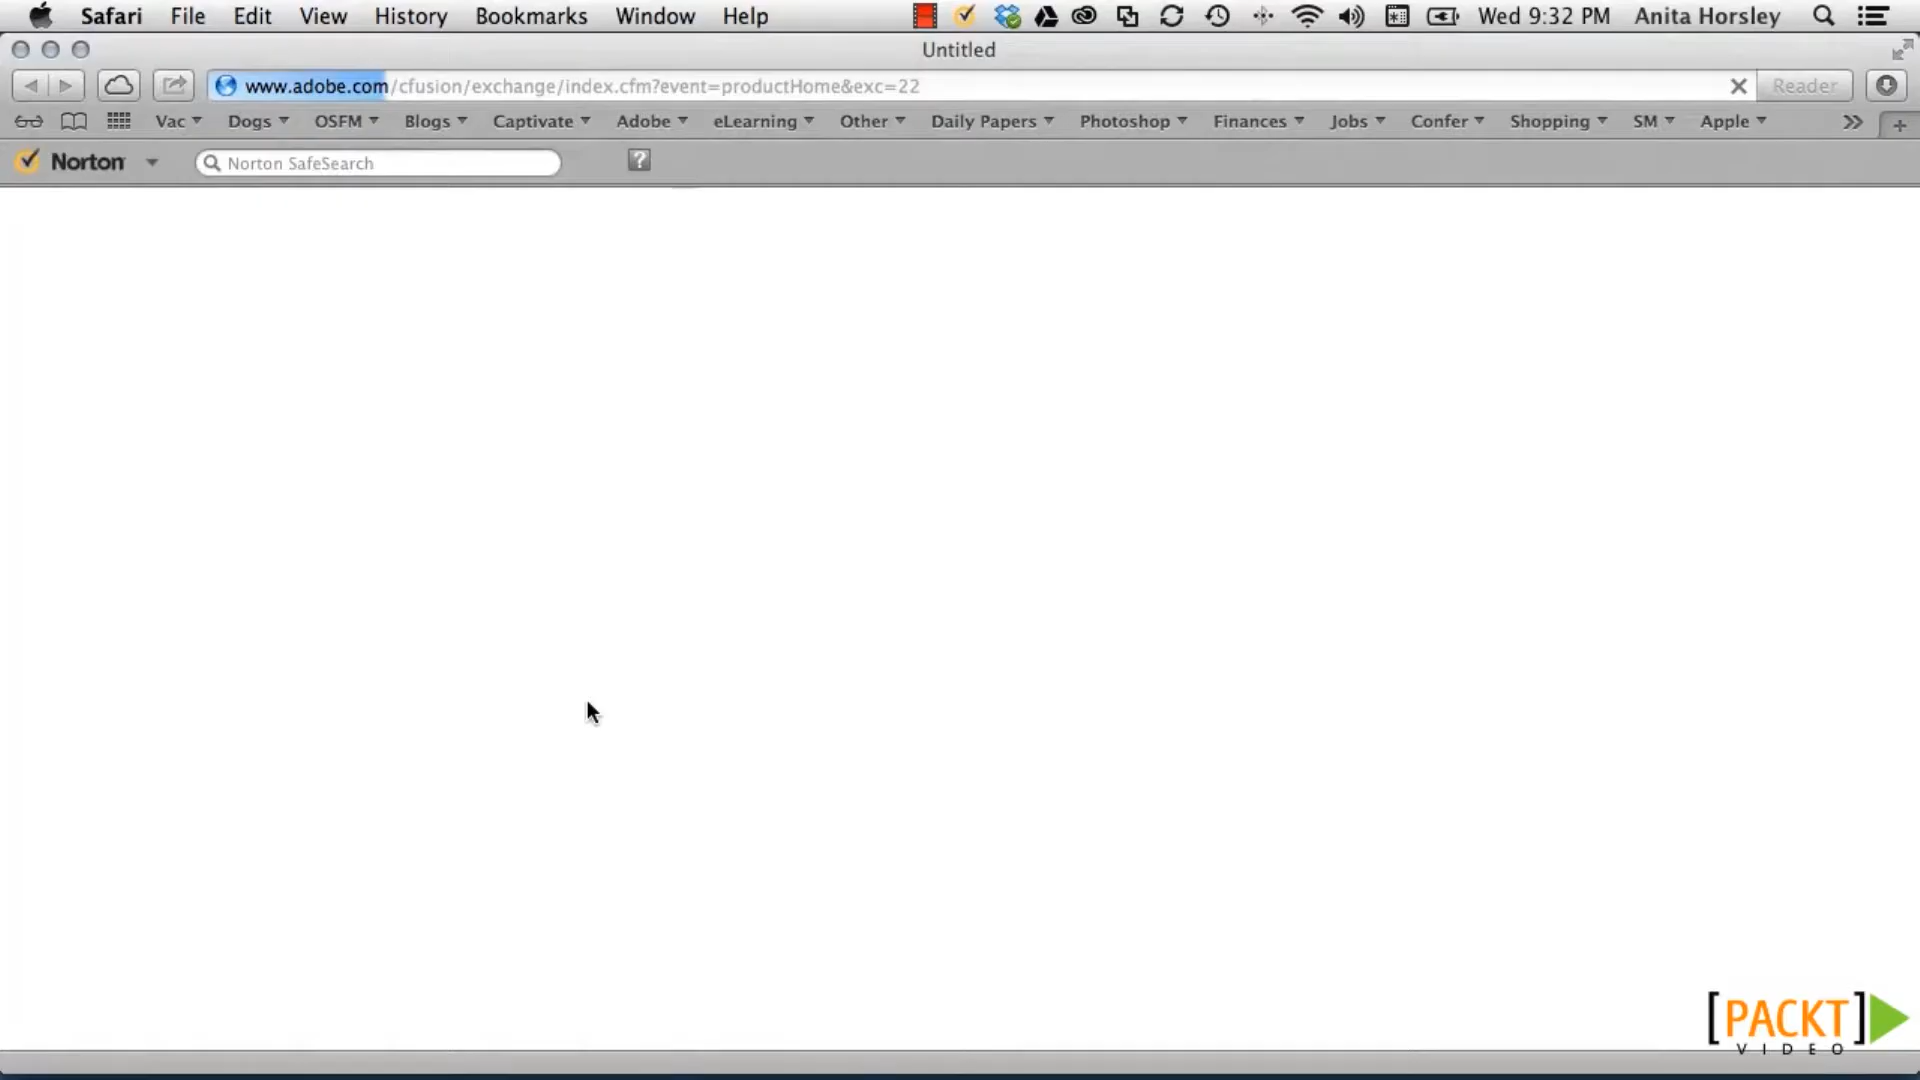 Safari File Edit View History Bookmarks Window Help Wed 9:32 PM Anita Horsley
Untitled
www.adobe.com/cfusion/exchange/index.cfm?event=productHome&exc=22 Reader
Vac Dogs OSFM Blogs Captivate Adobe eLearning Other Daily Papers Photoshop Finances Jobs Confer Shopping SM Apple
Norton Norton SafeSearch ?
[PACKT]
VIDEO